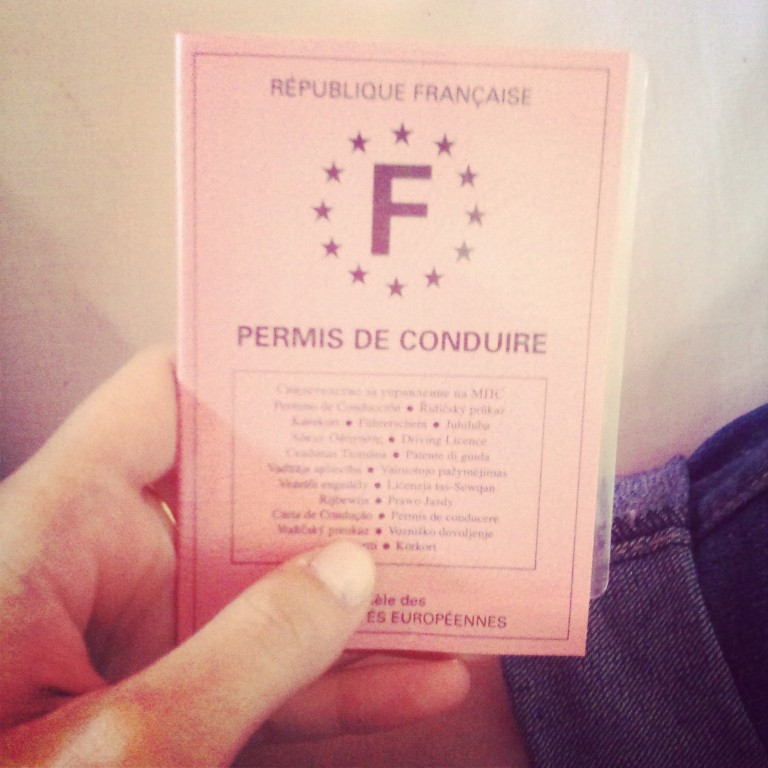 RÉPUBLIQUE FRANÇAISE
F
PERMIS DE CONDUIRE
Свидетелство за управление на МПС
Permiso de Conducción • Řidičský průkaz
Kørekort • Führerschein • Juhiluba
Άδεια Οδήγησης • Driving Licence
Ceadúnas Tiomána • Patente di guida
Vadītāja apliecība • Vairuotojo pažymėjimas
Vezetői engedély • Liċenzja tas-Sewqan
Rijbewijs • Prawo Jazdy
Carta de Condução • Permis de conducere
Vodičský preukaz • Vozniško dovoljenje
• Körkort
des
EUROPÉENNES